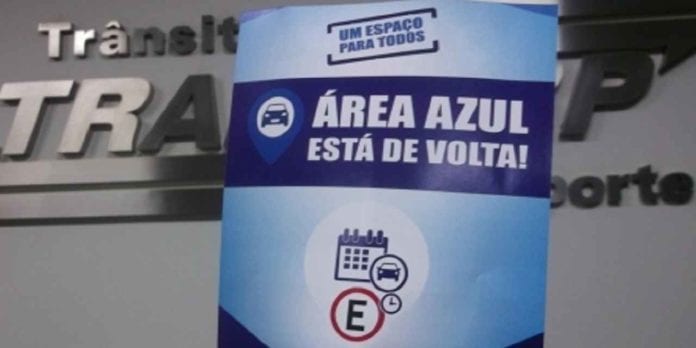 Trânsit
TRA
P
porte
UM ESPAÇO
PARA TODOS
ÁREA AZUL
ESTÁ DE VOLTA!
E